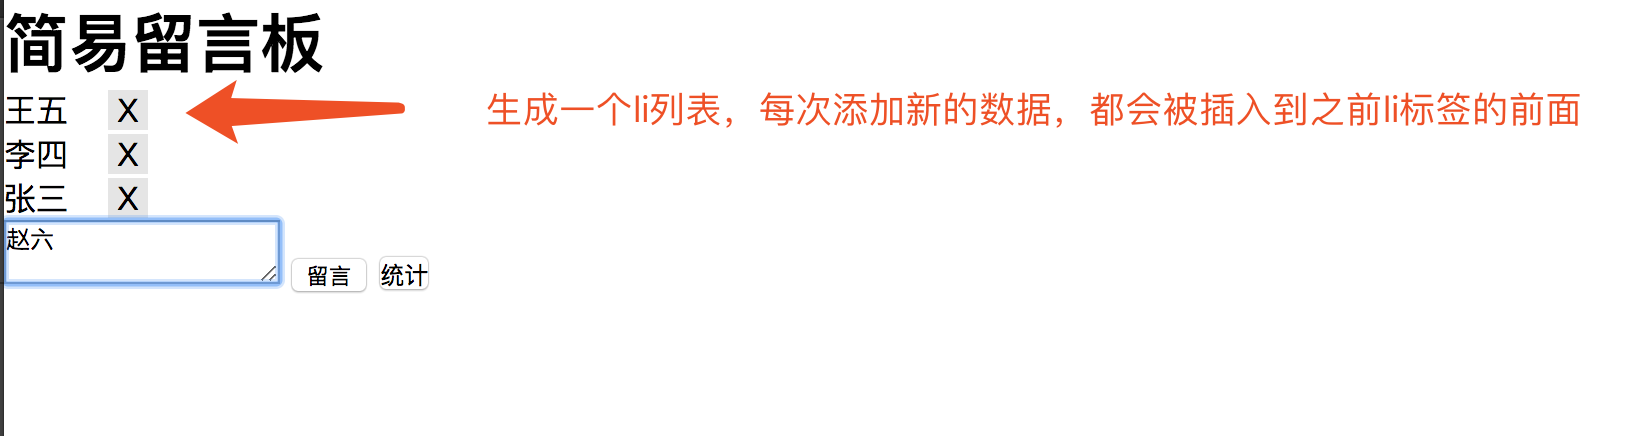 简易留言板
王五 X 生成一个li列表，每次添加新的数据，都会被插入到之前li标签的前面
李四 X
张三 X
赵六
留言 统计